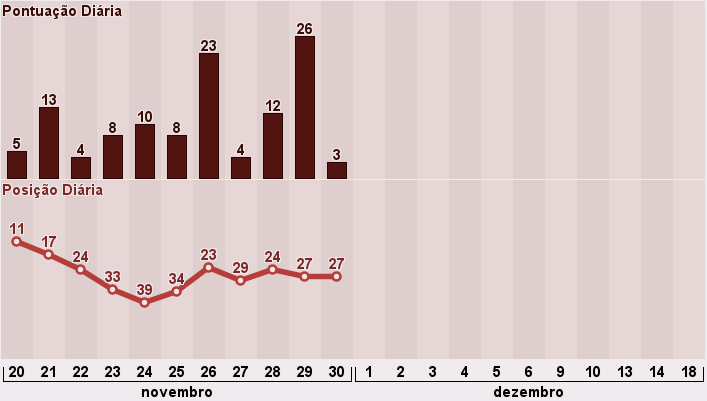 Pontuação Diária
5 13 4 8 10 8 23 4 12 26 3
Posição Diária
11 17 24 33 39 34 23 29 24 27 27
20 21 22 23 24 25 26 27 28 29 30 1 2 3 4 5 6 9 10 13 14 18
novembro dezembro